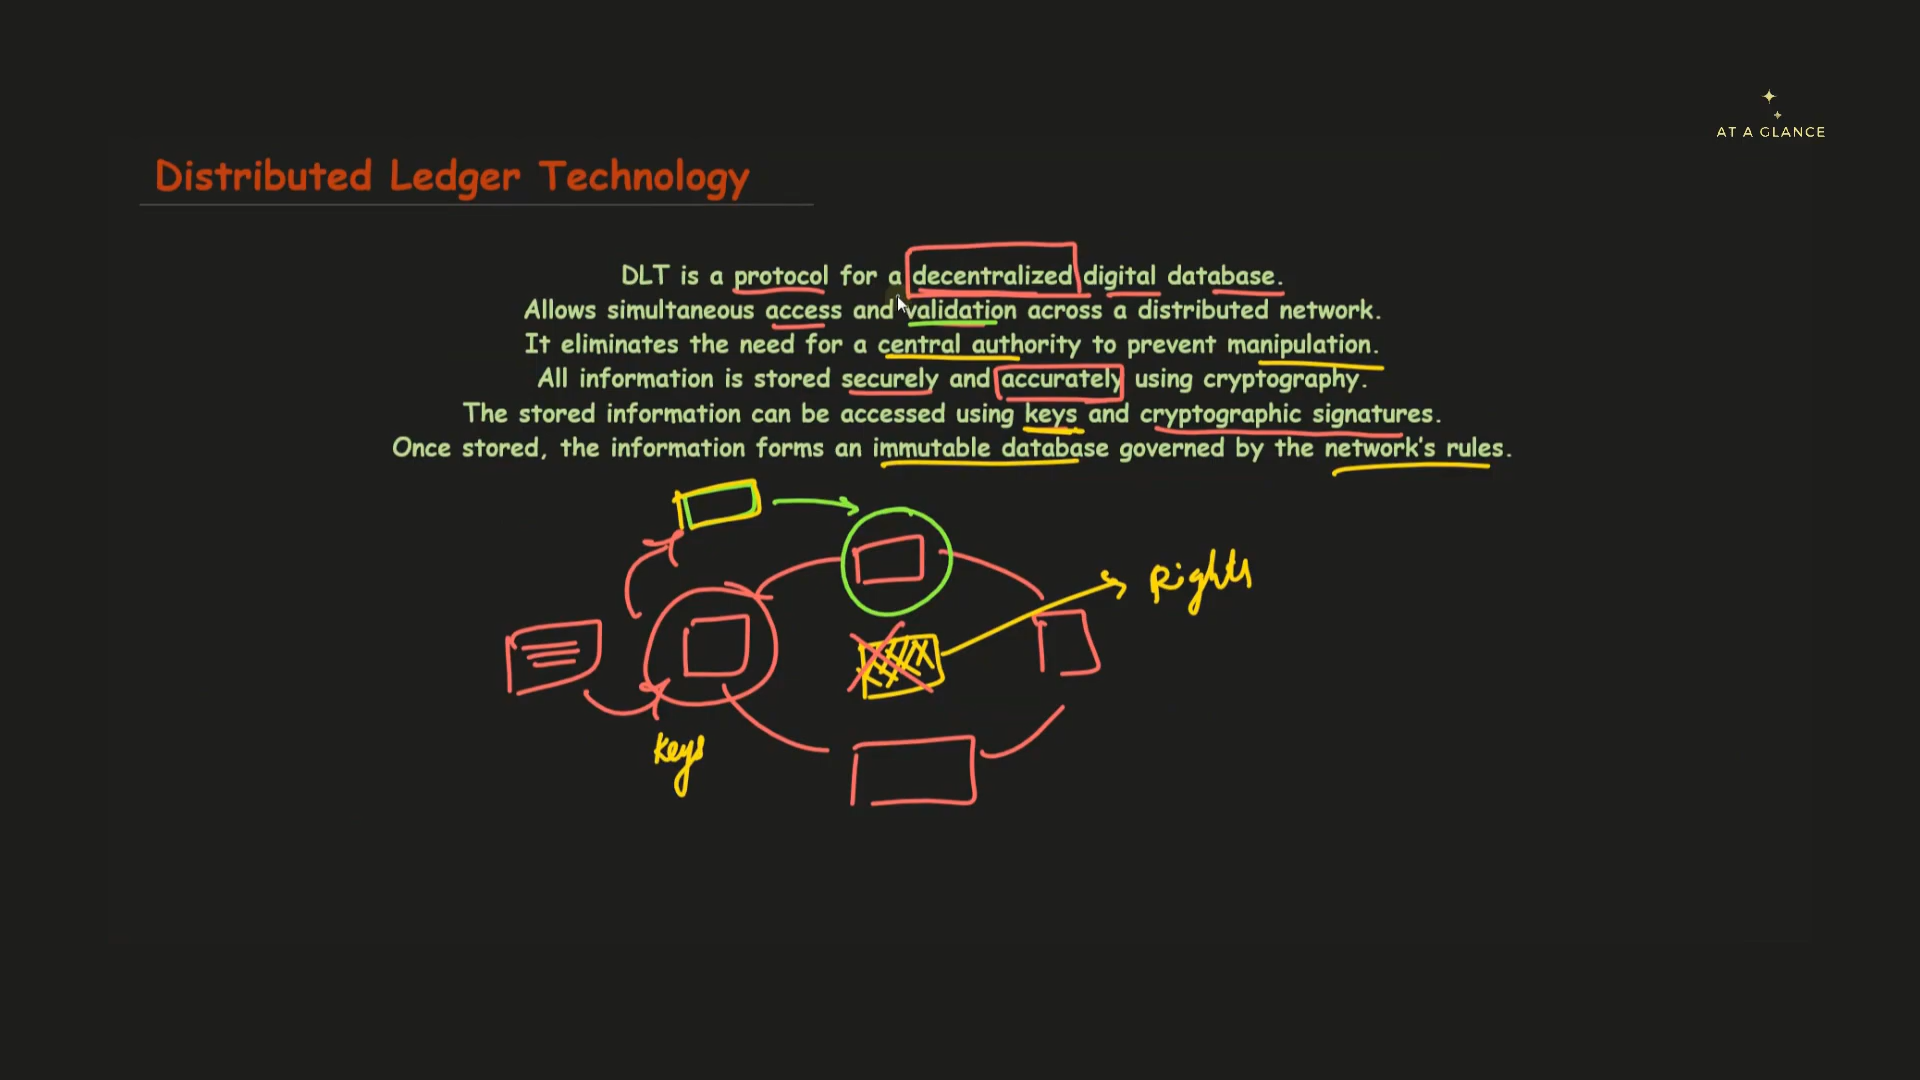 AT A GLANCE
Distributed Ledger Technology
DLT is a protocol for a decentralized digital database.
Allows simultaneous access and validation across a distributed network.
It eliminates the need for a central authority to prevent manipulation.
All information is stored securely and accurately using cryptography.
The stored information can be accessed using keys and cryptographic signatures.
Once stored, the information forms an immutable database governed by the network's rules.
Rights
Keys